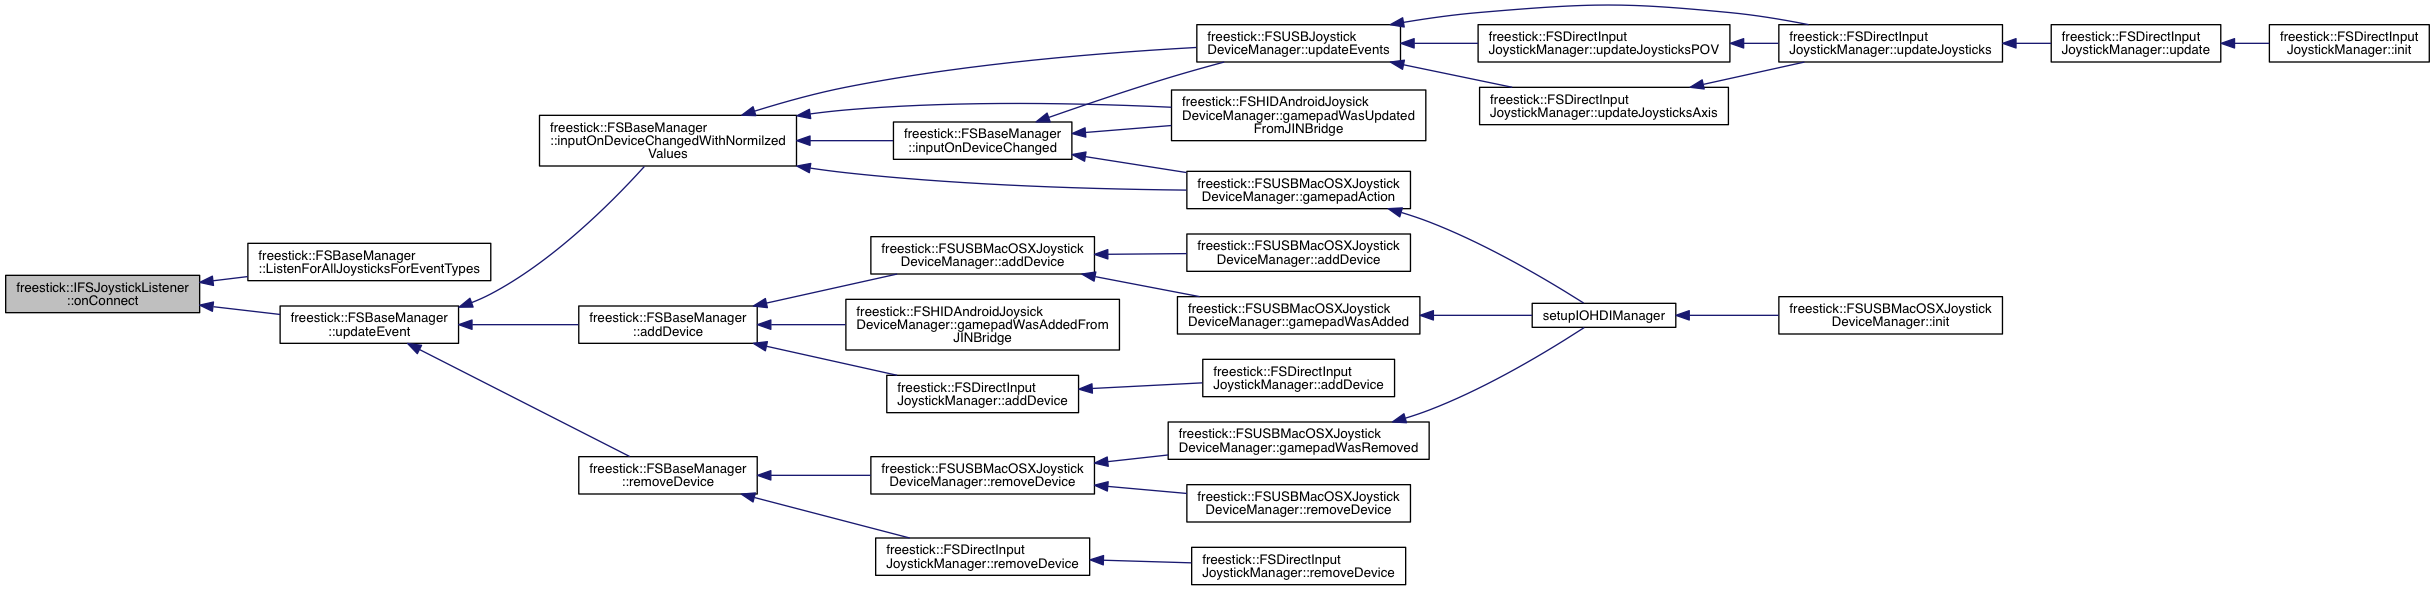 freestick::IFSJoystickListener
::onConnect
freestick::FSBaseManager
::ListenForAllJoysticksForEventTypes
freestick::FSBaseManager
::updateEvent
freestick::FSBaseManager
::inputOnDeviceChangedWithNormilzed
Values
freestick::FSBaseManager
::addDevice
freestick::FSBaseManager
::removeDevice
freestick::FSBaseManager
::inputOnDeviceChanged
freestick::FSUSBMacOSXJoystick
DeviceManager::addDevice
freestick::FSHIDAndroidJoysick
DeviceManager::gamepadWasAddedFrom
JINBridge
freestick::FSDirectInput
JoystickManager::addDevice
freestick::FSUSBMacOSXJoystick
DeviceManager::removeDevice
freestick::FSDirectInput
JoystickManager::removeDevice
freestick::FSUSBJoystick
DeviceManager::updateEvents
freestick::FSHIDAndroidJoysick
DeviceManager::gamepadWasUpdated
FromJINBridge
freestick::FSUSBMacOSXJoystick
DeviceManager::gamepadAction
freestick::FSUSBMacOSXJoystick
DeviceManager::addDevice
freestick::FSUSBMacOSXJoystick
DeviceManager::gamepadWasAdded
freestick::FSDirectInput
JoystickManager::addDevice
freestick::FSUSBMacOSXJoystick
DeviceManager::gamepadWasRemoved
freestick::FSUSBMacOSXJoystick
DeviceManager::removeDevice
freestick::FSDirectInput
JoystickManager::removeDevice
freestick::FSDirectInput
JoystickManager::updateJoysticksPOV
freestick::FSDirectInput
JoystickManager::updateJoysticksAxis
setupIOHDIManager
freestick::FSDirectInput
JoystickManager::updateJoysticks
freestick::FSUSBMacOSXJoystick
DeviceManager::init
freestick::FSDirectInput
JoystickManager::update
freestick::FSDirectInput
JoystickManager::init